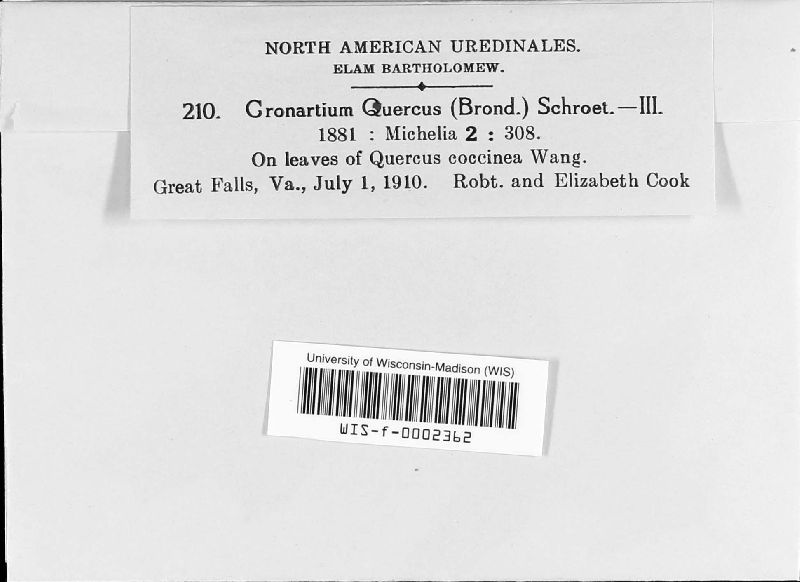 NORTH AMERICAN UREDINALES.
ELAM BARTHOLOMEW.
210. Cronartium Quercus (Brond.) Schroet.—III.
1881 : Michelia 2 : 308.
On leaves of Quercus coccinea Wang.
Great Falls, Va., July 1, 1910. Robt. and Elizabeth Cook
University of Wisconsin-Madison (WIS)
WIS-f-0002362